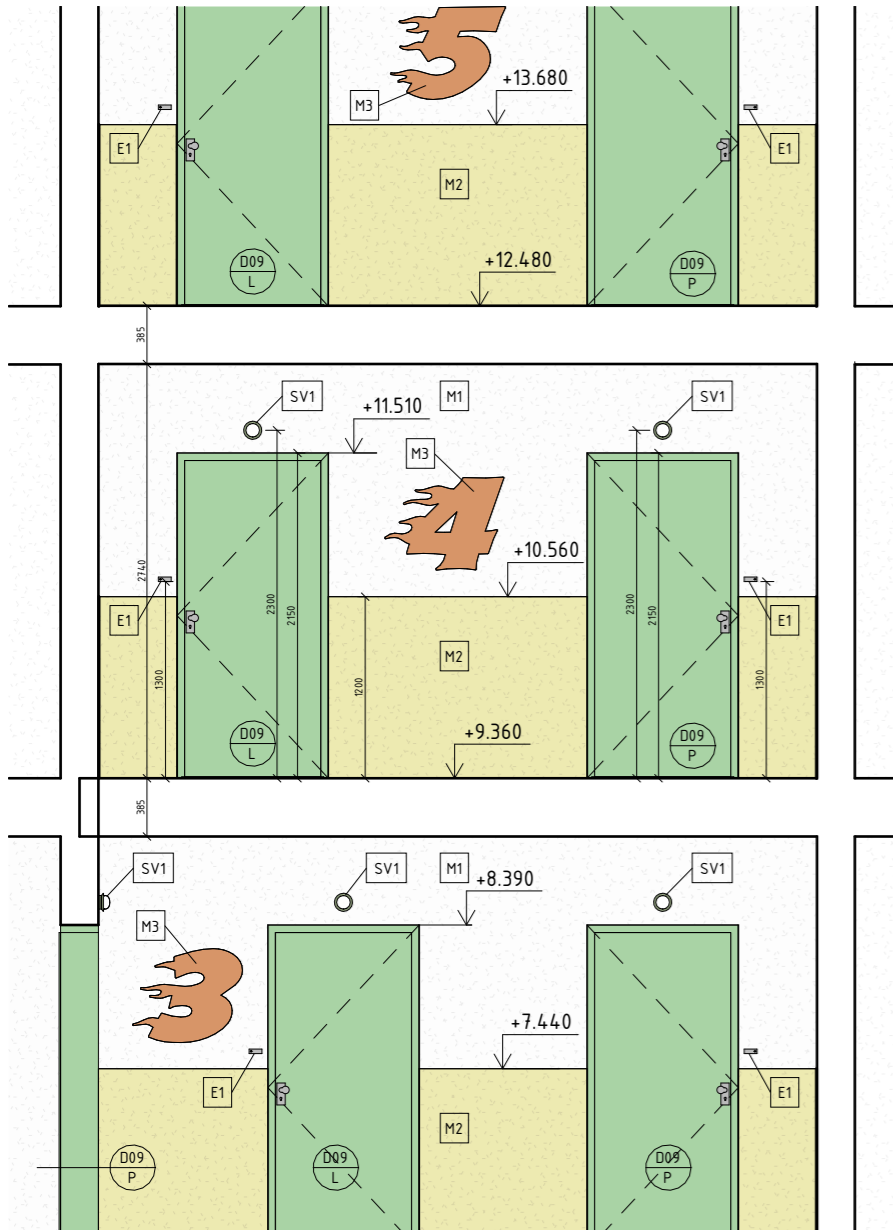 5
+13.680
M3
E1
E1
M2
+12.480
D09
L
D09
P
385
SV1
M1
SV1
+11.510
M3
4
+10.560
2740
E1
E1
2300
2150
2300
2150
M2
1300
1200
1300
+9.360
D09
L
D09
P
385
SV1
SV1
M1
SV1
+8.390
M3
3
+7.440
E1
E1
M2
D09
P
D09
L
D09
P